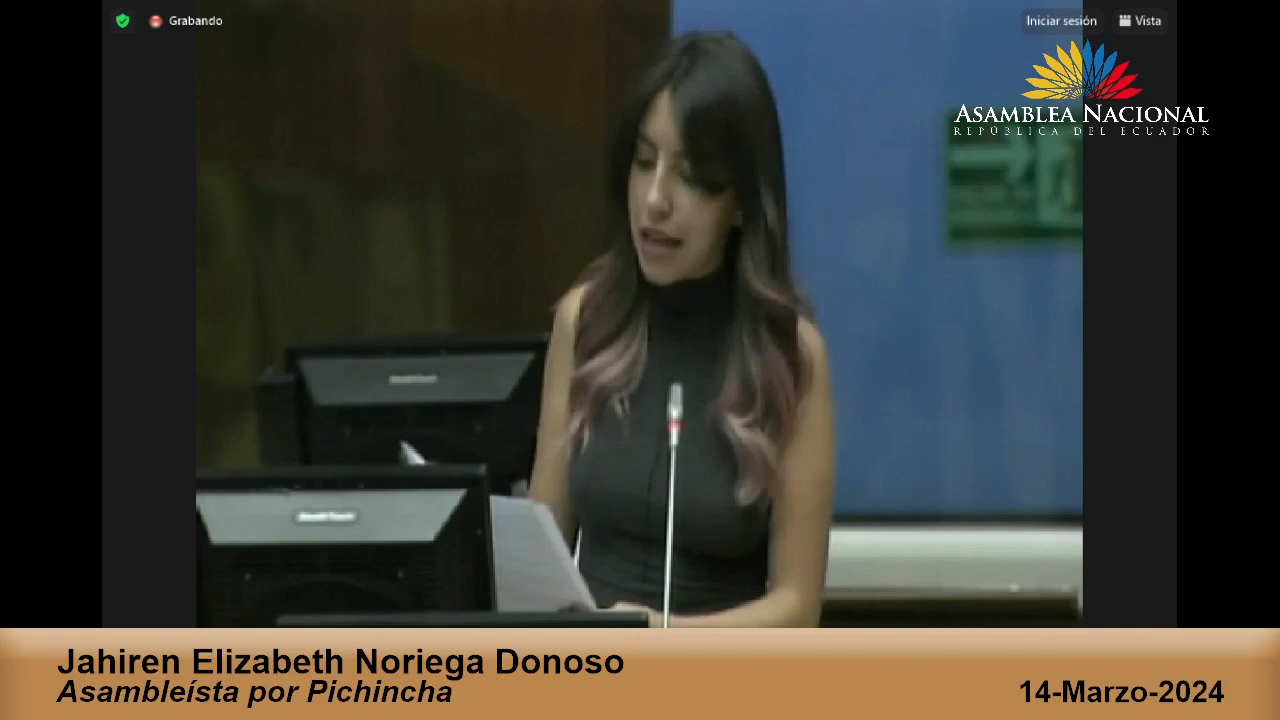 Grabando
Iniciar sesión
Vista
ASAMBLEA NACIONAL
REPÚBLICA DEL ECUADOR
Jahiren Elizabeth Noriega Donoso
Asambleísta por Pichincha
14-Marzo-2024